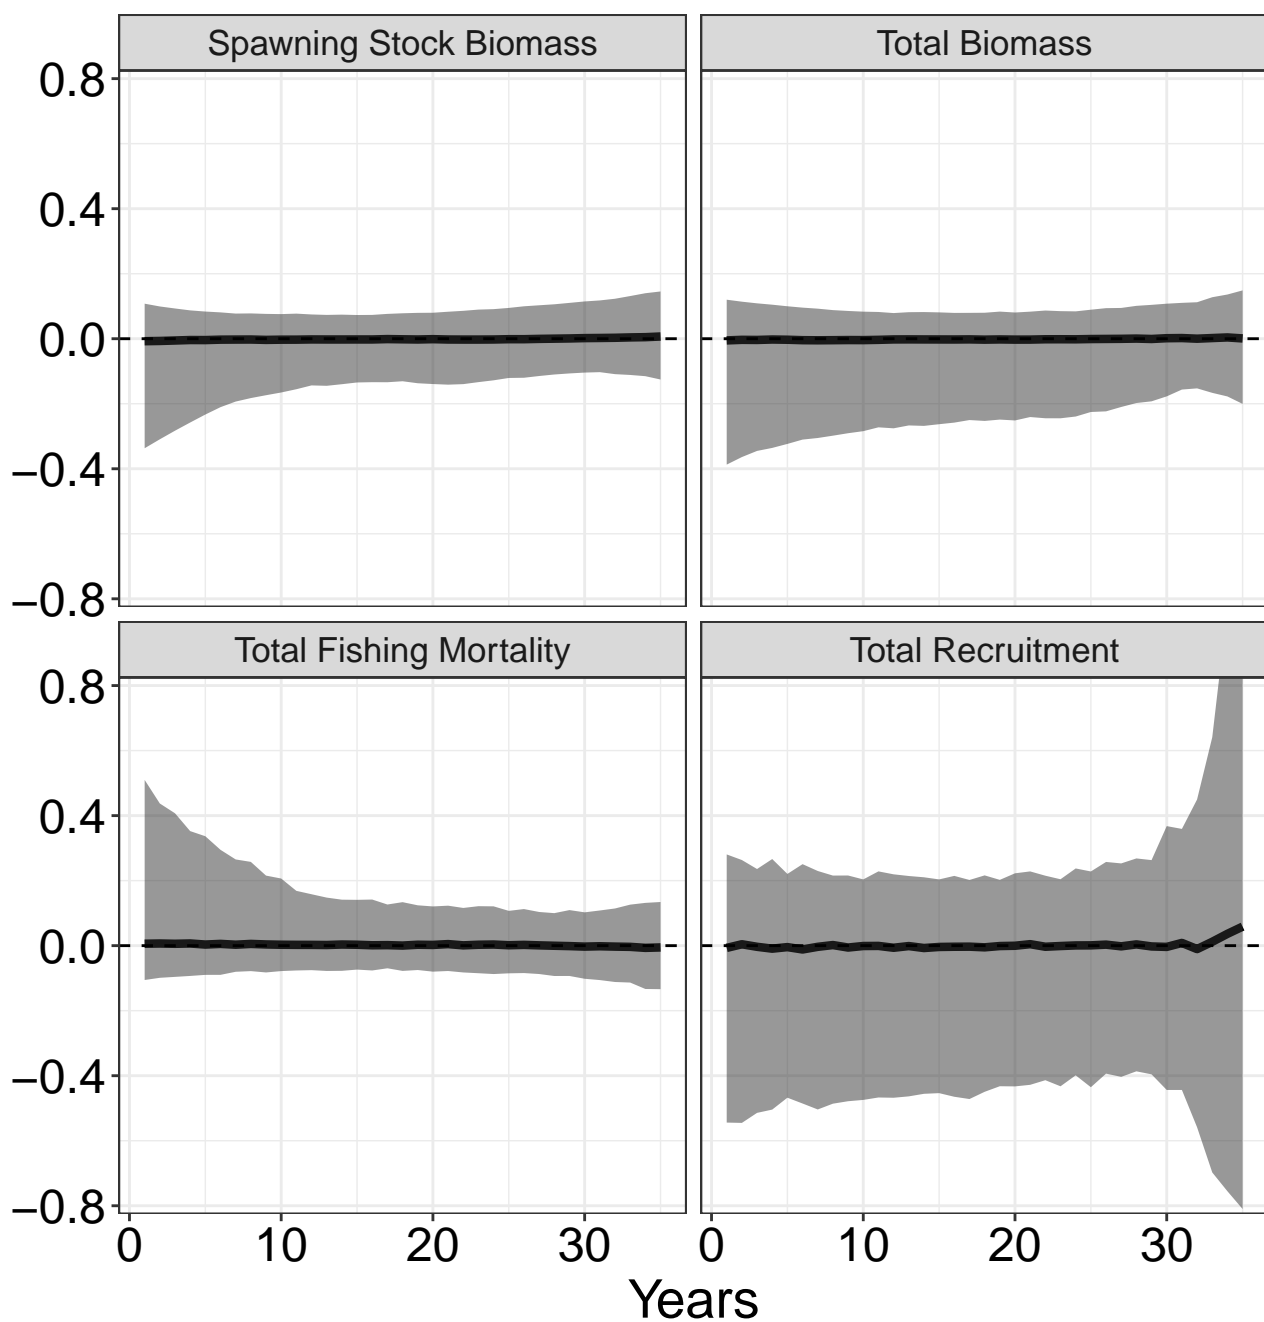 Spawning Stock Biomass
Total Biomass
0.8
0.4
0.0
−0.4
−0.8
Total Fishing Mortality
Total Recruitment
0.8
0.4
0.0
−0.4
−0.8
0 10 20 30
0 10 20 30
Years